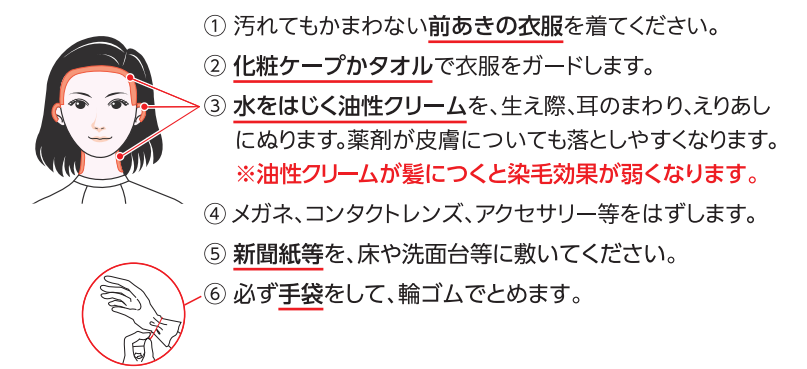 ① 汚れてもかまわない前あきの衣服を着てください。
② 化粧ケープかタオルで衣服をガードします。
③ 水をはじく油性クリームを、生え際、耳のまわり、えりあし
にぬります。薬剤が皮膚についても落としやすくなります。
※油性クリームが髪につくと染毛効果が弱くなります。
④ メガネ、コンタクトレンズ、アクセサリー等をはずします。
⑤ 新聞紙等を、床や洗面台等に敷いてください。
⑥ 必ず手袋をして、輪ゴムでとめます。